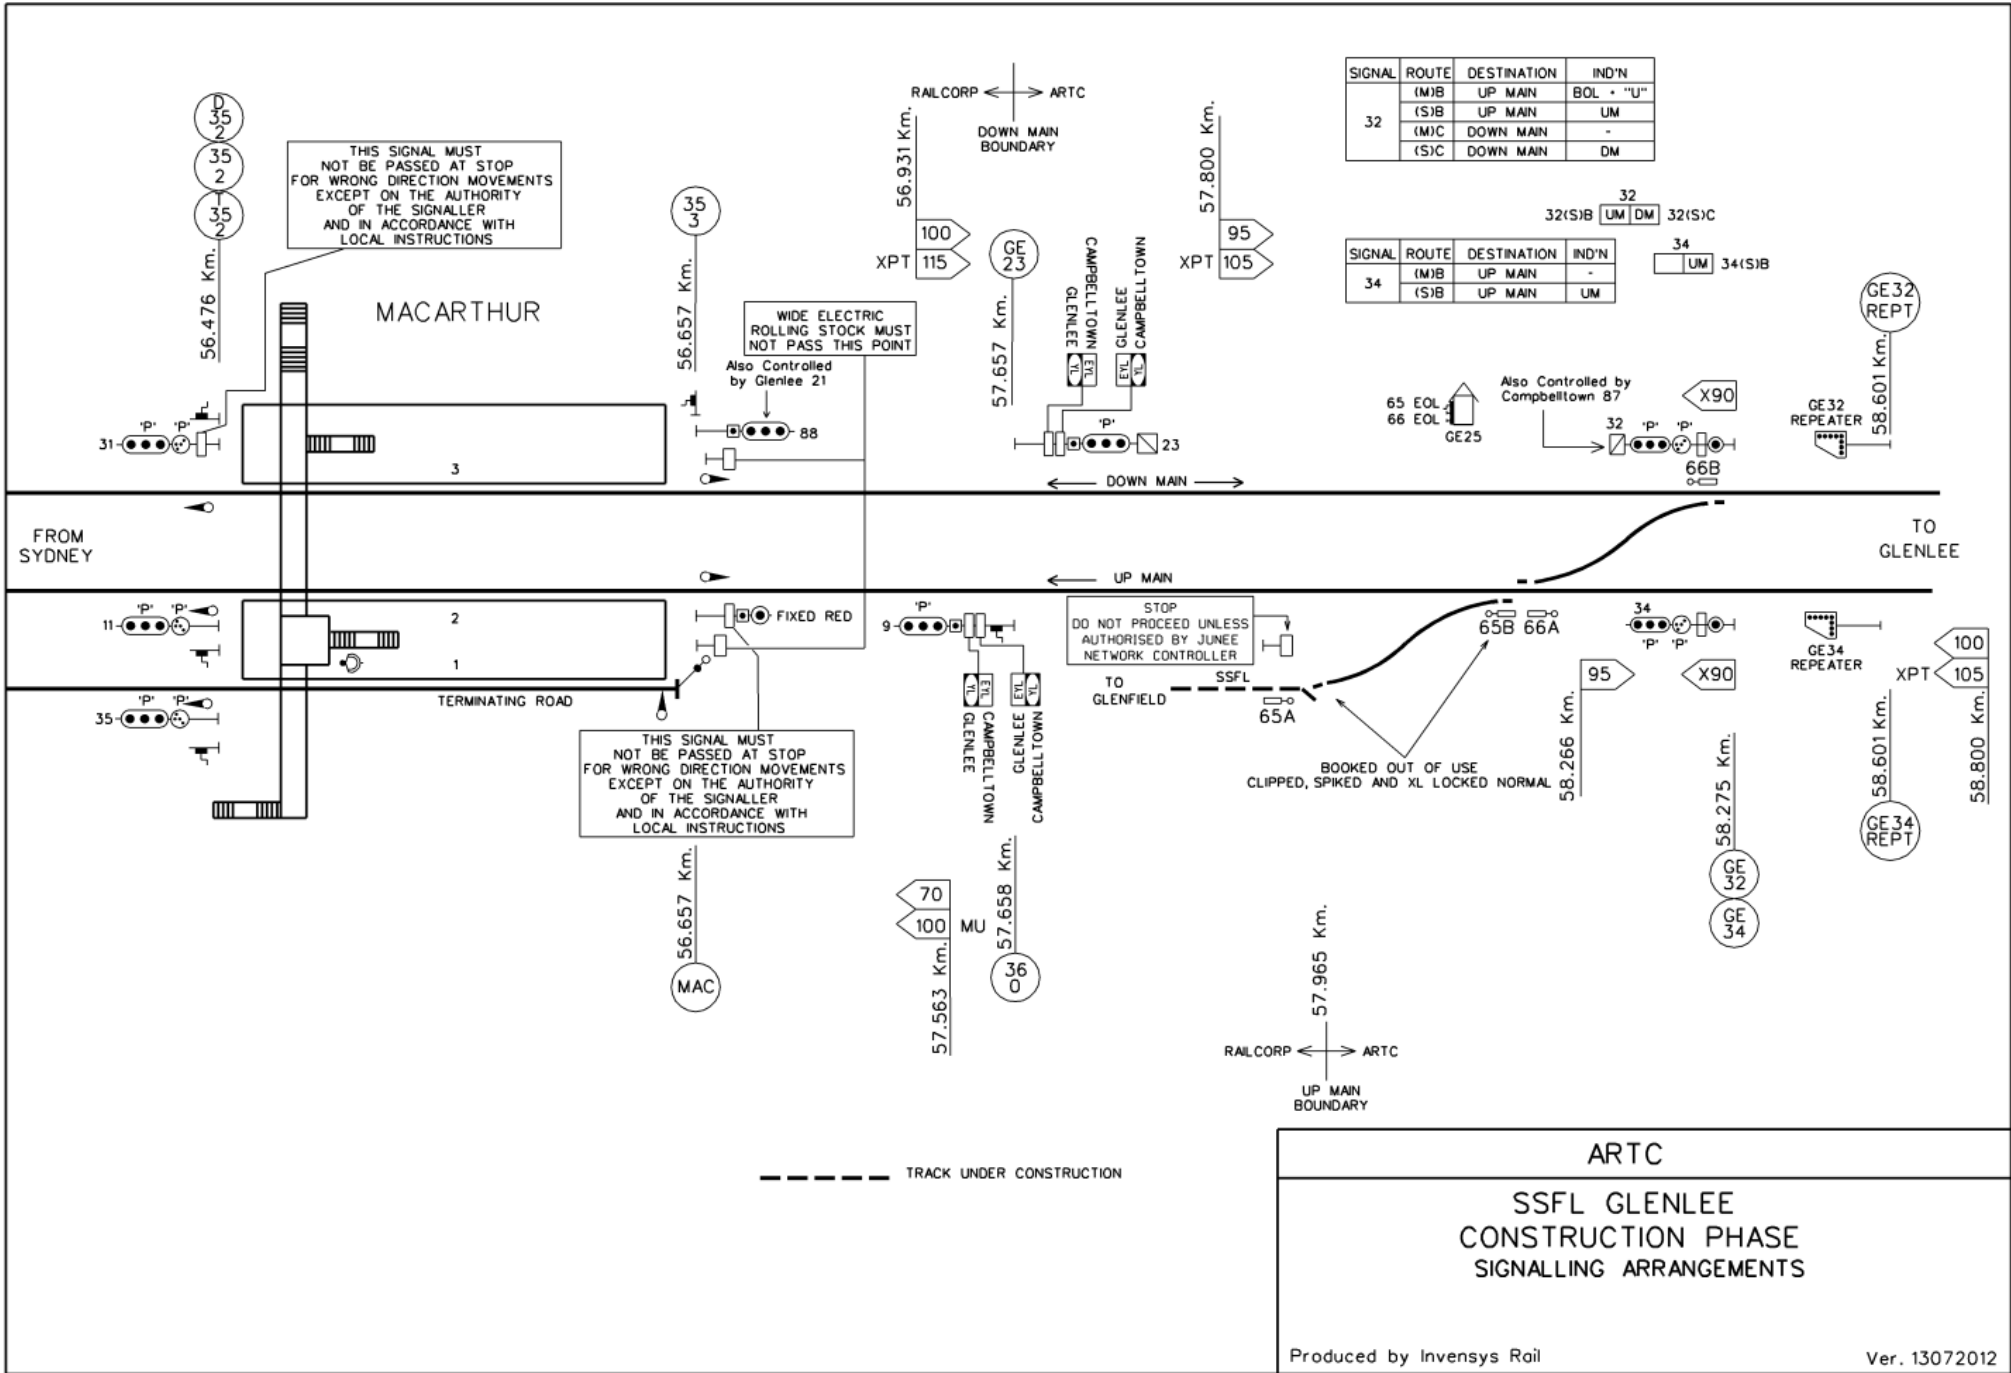 RAILCORP
ARTC
DOWN MAIN
BOUNDARY
SIGNAL ROUTE DESTINATION IND'N
32
(M)B UP MAIN BOL + "U"
(S)B UP MAIN UM
(M)C DOWN MAIN -
(S)C DOWN MAIN DM
32
32(S)B UM DM 32(S)C
SIGNAL ROUTE DESTINATION IND'N
34
(M)B UP MAIN -
(S)B UP MAIN UM
34
UM 34(S)B
D
35
2
35
2
T
35
2
56.476 Km.
THIS SIGNAL MUST
NOT BE PASSED AT STOP
FOR WRONG DIRECTION MOVEMENTS
EXCEPT ON THE AUTHORITY
OF THE SIGNALLER
AND IN ACCORDANCE WITH
LOCAL INSTRUCTIONS
MACARTHUR
35
3
56.657 Km.
WIDE ELECTRIC
ROLLING STOCK MUST
NOT PASS THIS POINT
Also Controlled
by Glenlee 21
88
56.931 Km.
100
XPT 115
GE
23
57.657 Km.
GLENLEE
CAMPBELLTOWN
YL
EYL
GLENLEE
CAMPBELLTOWN
EYL
YL
57.800 Km.
95
XPT 105
'P'
23
65 EOL
66 EOL
GE25
Also Controlled by
Campbelltown 87
X90
32
'P'
'P'
66B
GE32
REPEATER
GE32
REPT
58.601 Km.
31
'P'
'P'
3
DOWN MAIN
FROM
SYDNEY
TO
GLENLEE
UP MAIN
11
'P'
'P'
2
1
FIXED RED
9
'P'
STOP
DO NOT PROCEED UNLESS
AUTHORISED BY JUNEE
NETWORK CONTROLLER
65B
66A
34
'P'
'P'
GE34
REPEATER
100
XPT 105
58.800 Km.
35
'P'
'P'
TERMINATING ROAD
TO
GLENFIELD
SSFL
65A
95
58.266 Km.
X90
58.275 Km.
GE
32
GE
34
58.601 Km.
GE34
REPT
BOOKED OUT OF USE
CLIPPED, SPIKED AND XL LOCKED NORMAL
YL
EYL
GLENLEE
CAMPBELLTOWN
EYL
YL
GLENLEE
CAMPBELLTOWN
THIS SIGNAL MUST
NOT BE PASSED AT STOP
FOR WRONG DIRECTION MOVEMENTS
EXCEPT ON THE AUTHORITY
OF THE SIGNALLER
AND IN ACCORDANCE WITH
LOCAL INSTRUCTIONS
56.657 Km.
MAC
70
100 MU
57.563 Km.
57.658 Km.
36
0
57.965 Km.
RAILCORP
ARTC
UP MAIN
BOUNDARY
TRACK UNDER CONSTRUCTION
ARTC
SSFL GLENLEE
CONSTRUCTION PHASE
SIGNALLING ARRANGEMENTS
Produced by Invensys Rail
Ver. 13072012